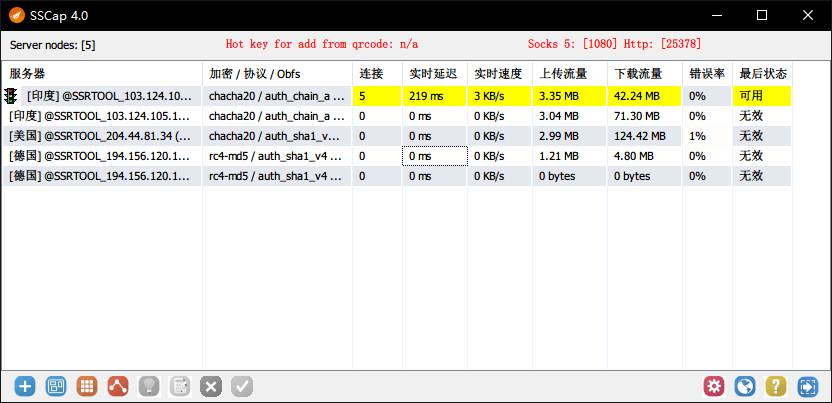 SSCap 4.0
Server nodes: [5] Hot key for add from qrcode: n/a Socks 5: [1080] Http: [25378]
服务器 加密 / 协议 / Obfs 连接 实时延迟 实时速度 上传流量 下载流量 错误率 最后状态
[印度] @SSRTOOL_103.124.10... chacha20 / auth_chain_a ... 5 219 ms 3 KB/s 3.35 MB 42.24 MB 0% 可用
[印度] @SSRTOOL_103.124.105.1... chacha20 / auth_chain_a ... 0 0 ms 0 KB/s 3.04 MB 71.30 MB 0% 无效
[美国] @SSRTOOL_204.44.81.34 (... chacha20 / auth_sha1_v... 0 0 ms 0 KB/s 2.99 MB 124.42 MB 1% 无效
[德国] @SSRTOOL_194.156.120.1... rc4-md5 / auth_sha1_v4 ... 0 0 ms 0 KB/s 1.21 MB 4.80 MB 0% 无效
[德国] @SSRTOOL_194.156.120.1... rc4-md5 / auth_sha1_v4 ... 0 0 ms 0 KB/s 0 bytes 0 bytes 0% 无效